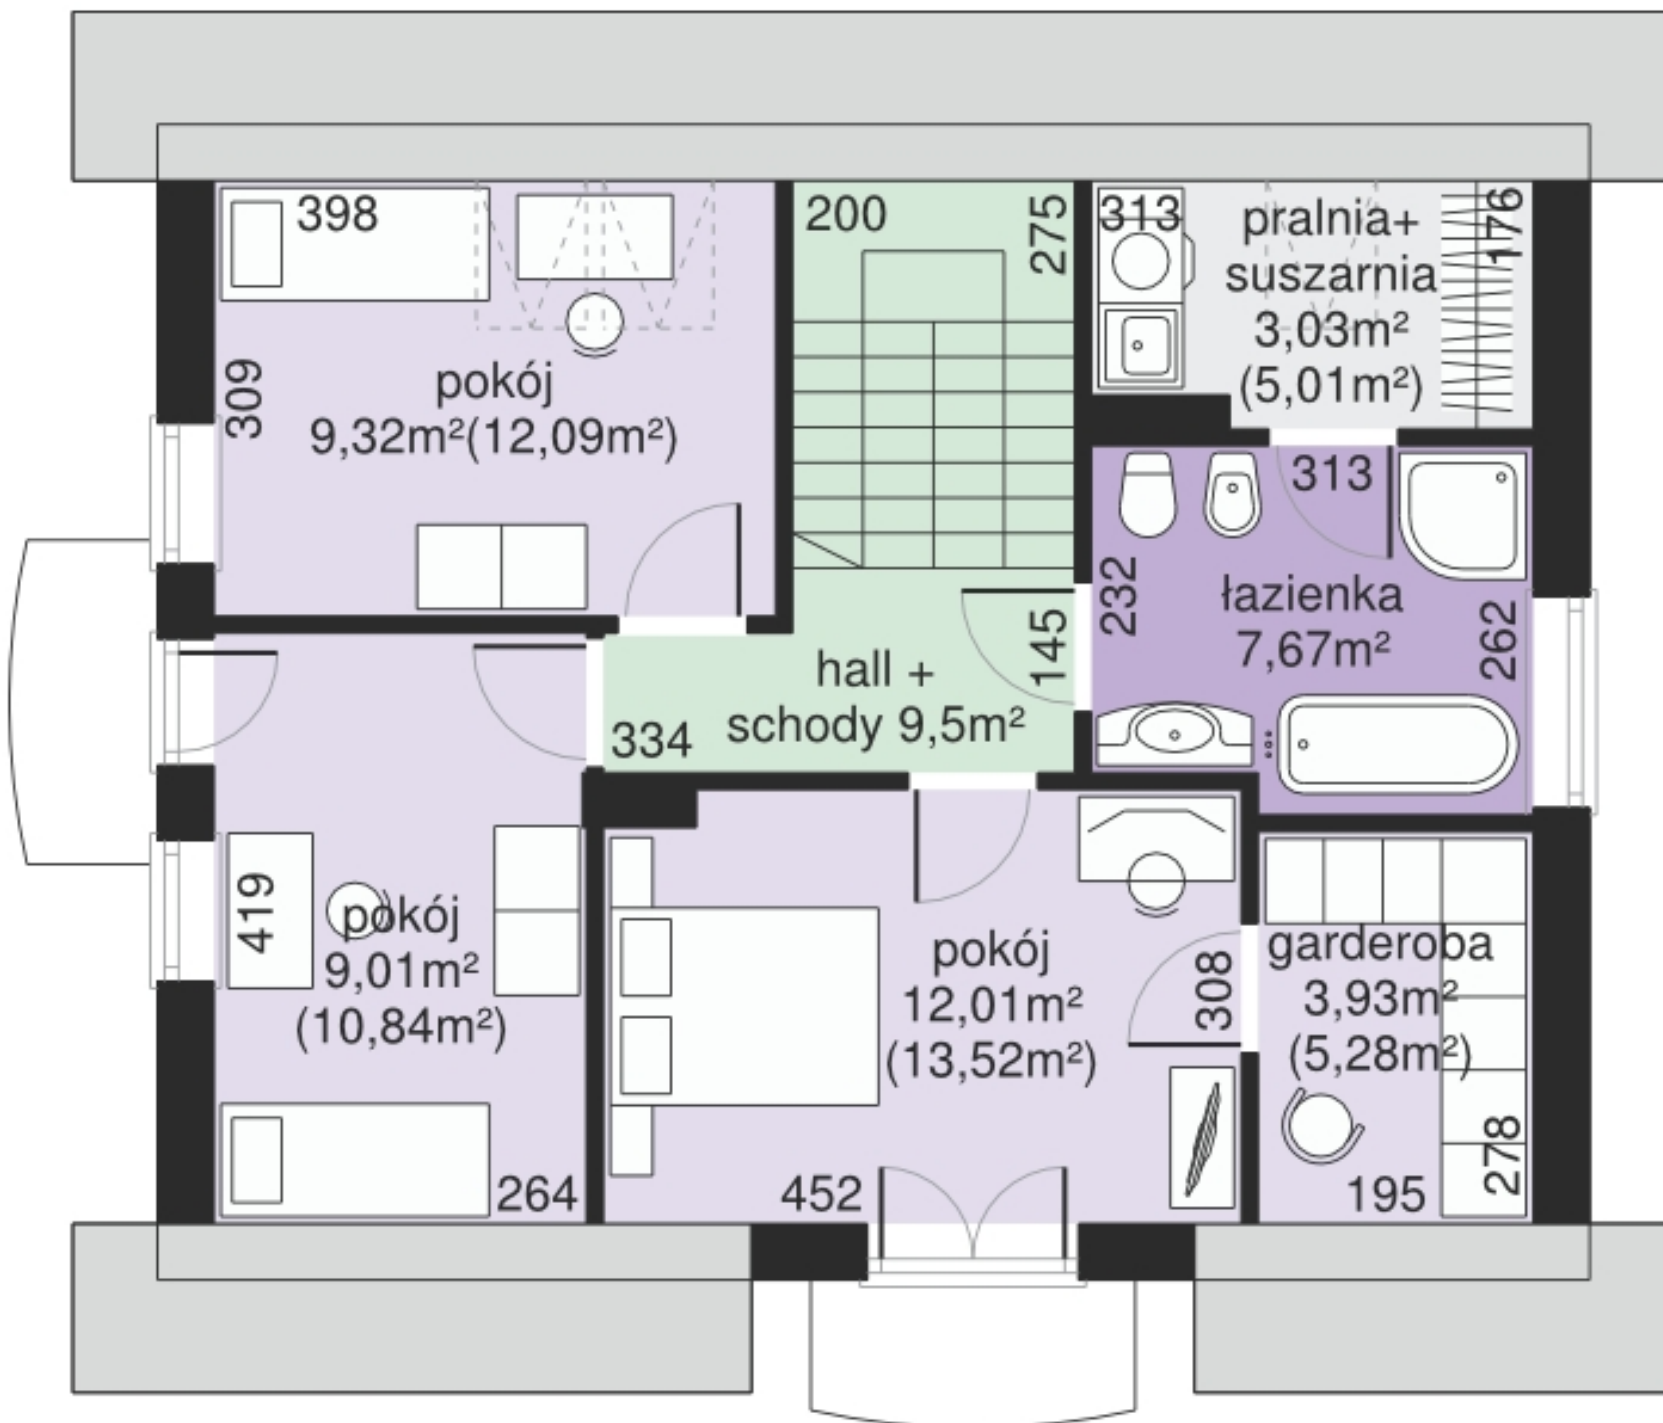 398
309
pokój
9,32m²(12,09m²)
200
275
313
pralnia+
suszarnia
3,03m²
(5,01m²)
176
313
232
łazienka
7,67m²
262
145
hall +
schody 9,5m²
334
419
pokój
9,01m²
(10,84m²)
264
pokój
12,01m²
(13,52m²)
308
452
garderoba
3,93m²
(5,28m²)
278
195